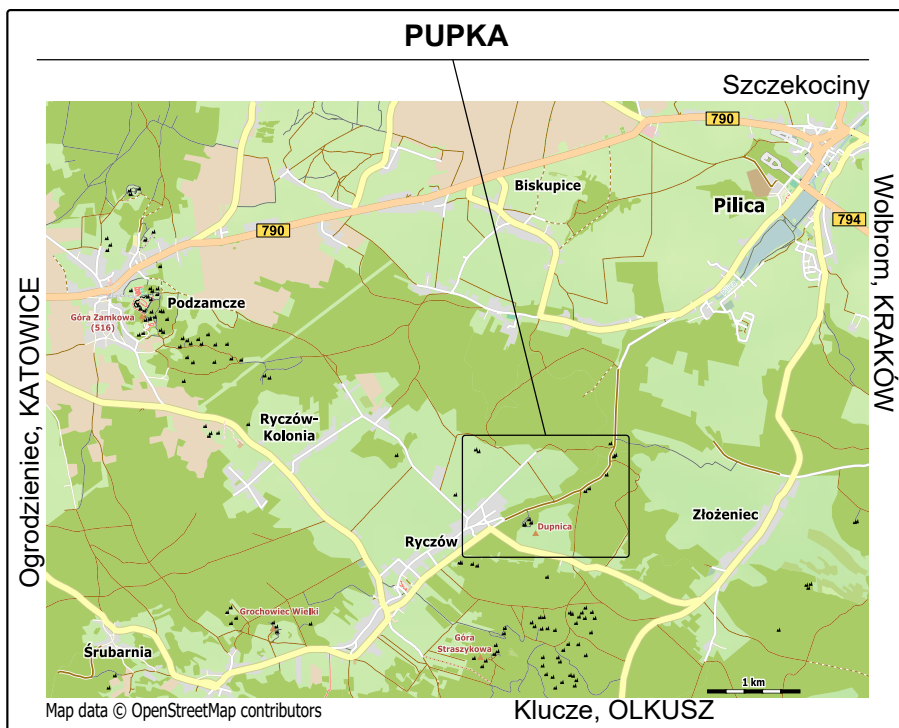 PUPKA
Szczekociny
790
Biskupice
Pilica
Wolbrom, KRAKÓW
794
790
Podzamcze
Góra Zamkowa
(516)
Ogrodzieniec, KATOWICE
Ryczów-
Kolonia
Złożeniec
Dupnica
Ryczów
Grochowiec Wielki
Góra
Straszykowa
Śrubarnia
1 km
Map data © OpenStreetMap contributors
Klucze, OLKUSZ